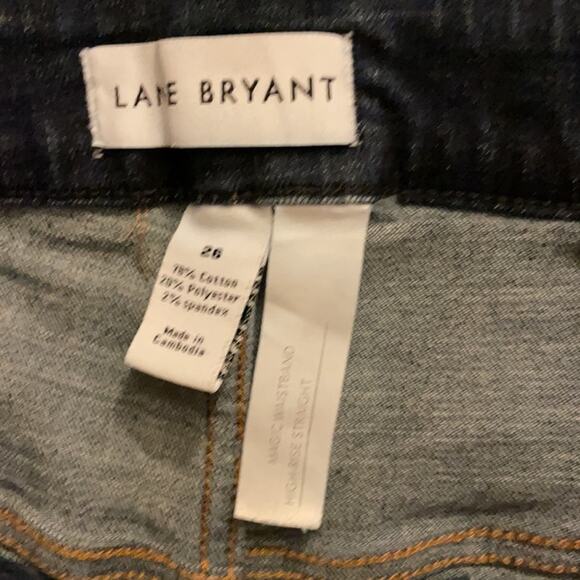 LANE BRYANT
26
78% Cotton
20% Polyester
2% spandex
Made in
Cambodia
MAGIC WAISTBAND
HIGH RISE STRAIGHT